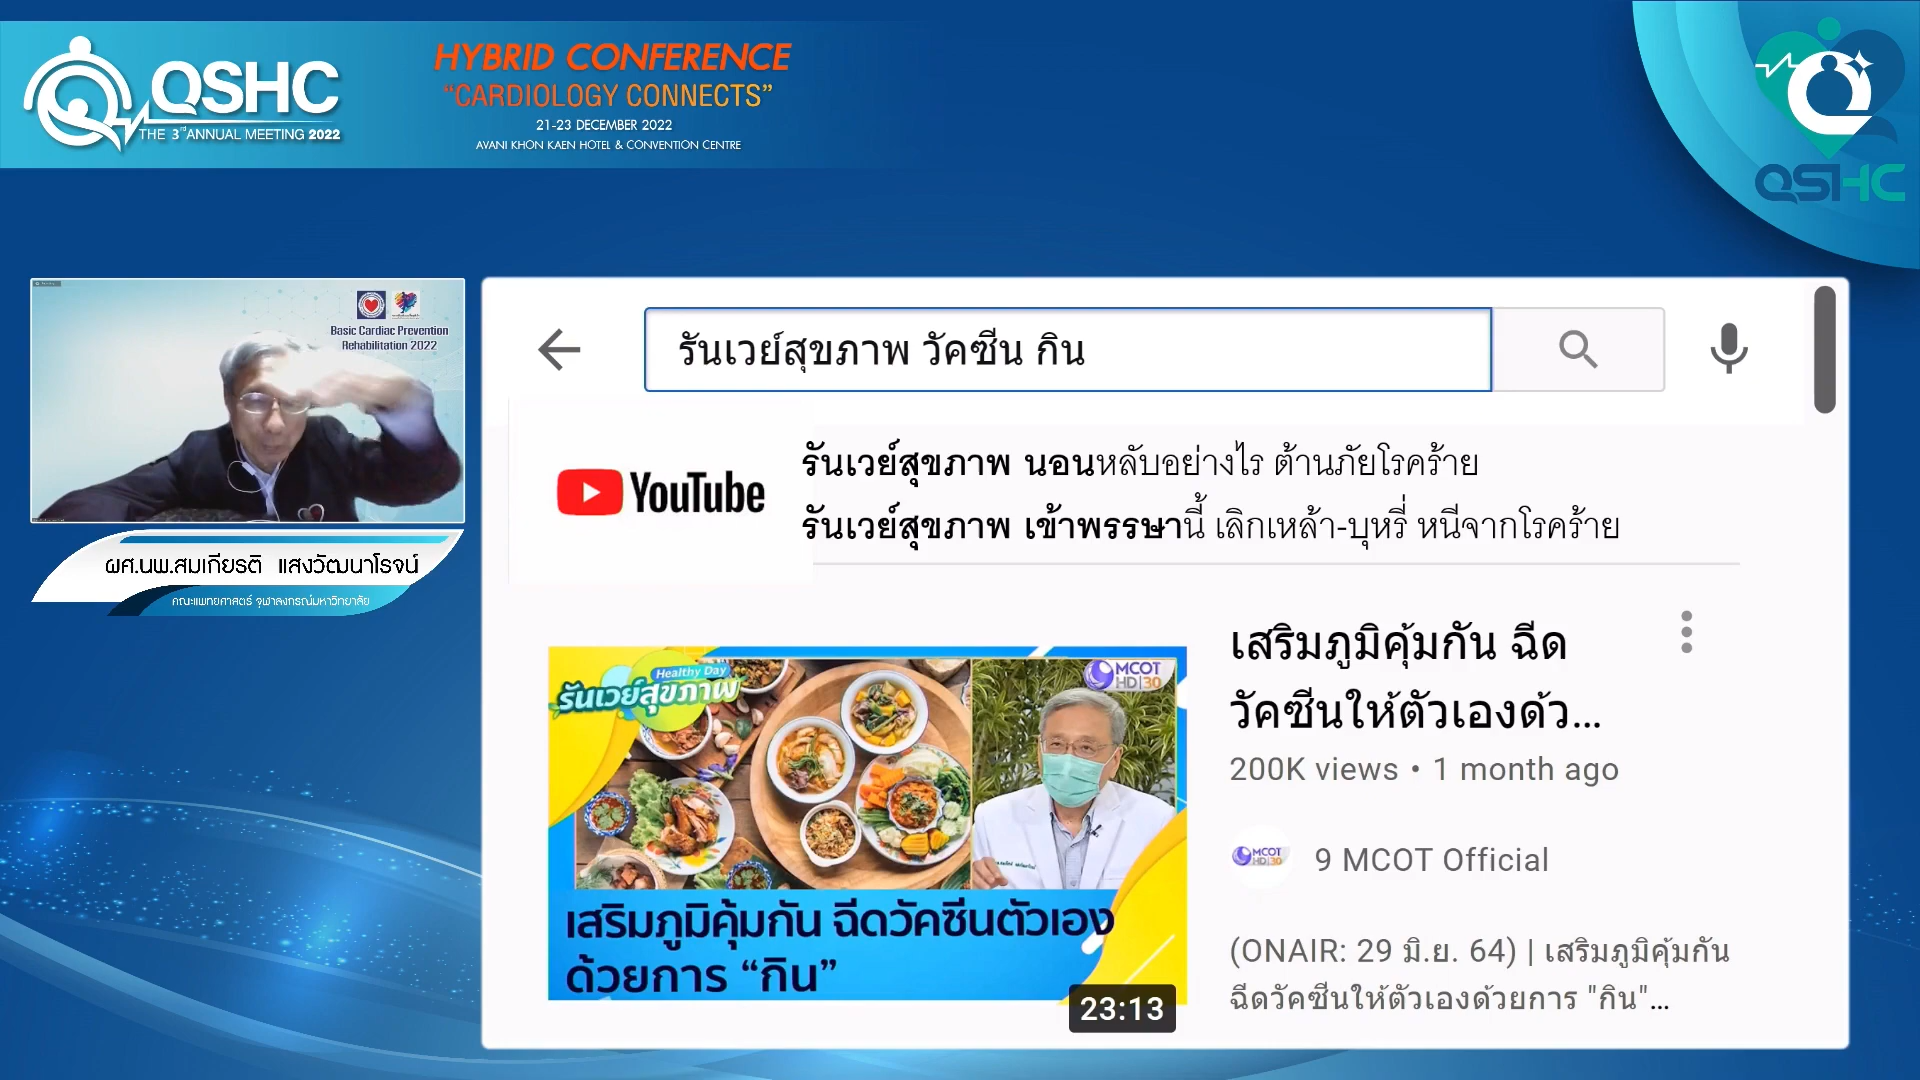 QSHC
THE 3rd ANNUAL MEETING 2022
HYBRID CONFERENCE
“CARDIOLOGY CONNECTS”
21-23 DECEMBER 2022
AVANI KHON KAEN HOTEL & CONVENTION CENTRE
QSHC
Basic Cardiac Prevention
Rehabilitation 2022
ผศ.นพ.สมเกียรติ แสงวัฒนาโรจน์
คณะแพทยศาสตร์ จุฬาลงกรณ์มหาวิทยาลัย
รันเวย์สุขภาพ วัคซีน กิน
YouTube
รันเวย์สุขภาพ นอนหลับอย่างไร ต้านภัยโรคร้าย
รันเวย์สุขภาพ เข้าพรรษานี้ เลิกเหล้า-บุหรี่ หนีจากโรคร้าย
Healthy Day
รันเวย์สุขภาพ
MCOT
HD|30
เสริมภูมิคุ้มกัน ฉีดวัคซีนตัวเอง
ด้วยการ “กิน”
23:13
เสริมภูมิคุ้มกัน ฉีด
วัคซีนให้ตัวเองด้ว...
200K views • 1 month ago
MCOT
HD|30
9 MCOT Official
(ONAIR: 29 มิ.ย. 64) | เสริมภูมิคุ้มกัน
ฉีดวัคซีนให้ตัวเองด้วยการ "กิน"...